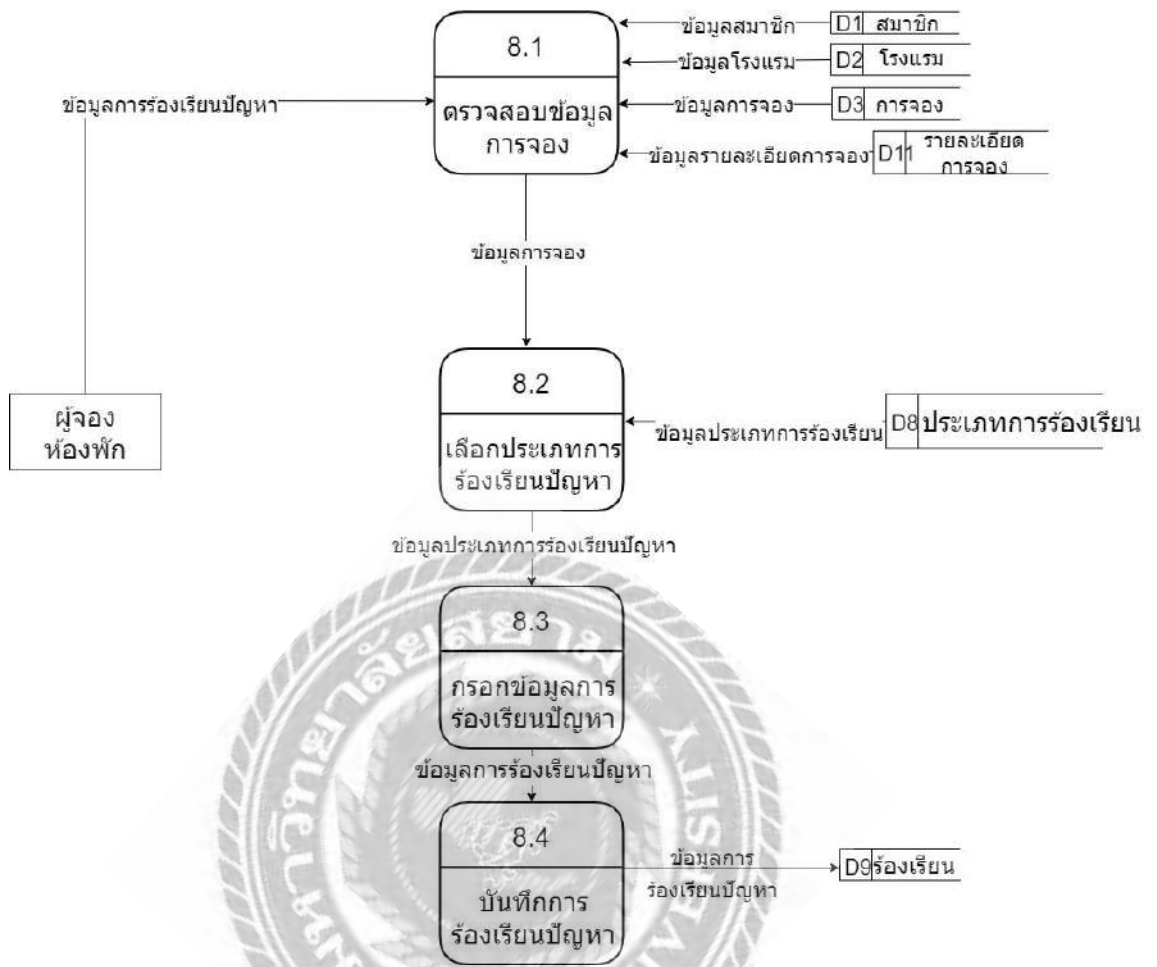 8.1
ตรวจสอบข้อมูล
การจอง
ข้อมูลสมาชิก
D1 สมาชิก
ข้อมูลโรงแรม
D2 โรงแรม
ข้อมูลการจอง
D3 การจอง
ข้อมูลรายละเอียดการจอง
D11 รายละเอียด
การจอง
ข้อมูลการร้องเรียนปัญหา
ข้อมูลการจอง
ผู้จอง
ห้องพัก
8.2
เลือกประเภทการ
ร้องเรียนปัญหา
ข้อมูลประเภทการร้องเรียน
D8 ประเภทการร้องเรียน
ข้อมูลประเภทการร้องเรียนปัญหา
8.3
กรอกข้อมูลการ
ร้องเรียนปัญหา
ข้อมูลการร้องเรียนปัญหา
8.4
บันทึกการ
ร้องเรียนปัญหา
ข้อมูลการ
ร้องเรียนปัญหา
D9 ร้องเรียน
มหาวิทยาลัยสยาม